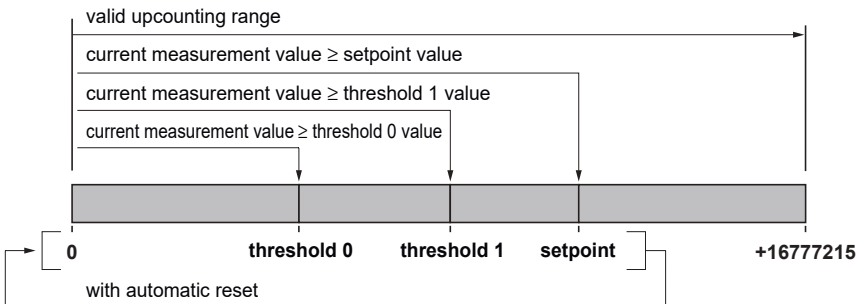 valid upcounting range
current measurement value ≥ setpoint value
current measurement value ≥ threshold 1 value
current measurement value ≥ threshold 0 value
0 threshold 0 threshold 1 setpoint +16777215
with automatic reset